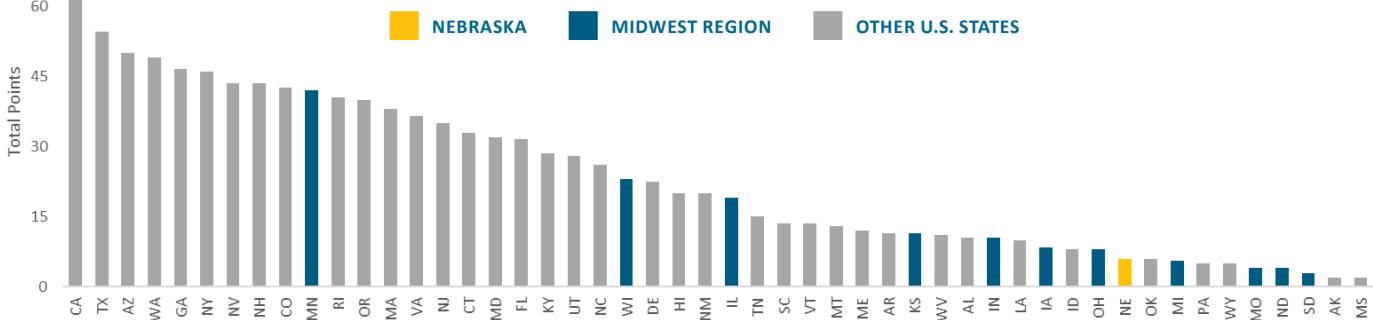 60
NEBRASKA MIDWEST REGION OTHER U.S. STATES
45
30
15
0
Total Points
CA TX AZ WA GA NY NV NH CO MN RI OR MA VA NJ CT MD FL KY UT NC WI DE HI NM IL TN SC VT MT ME AR KS WV AL IN LA IA ID OH NE OK MI PA WY MO ND SD AK MS